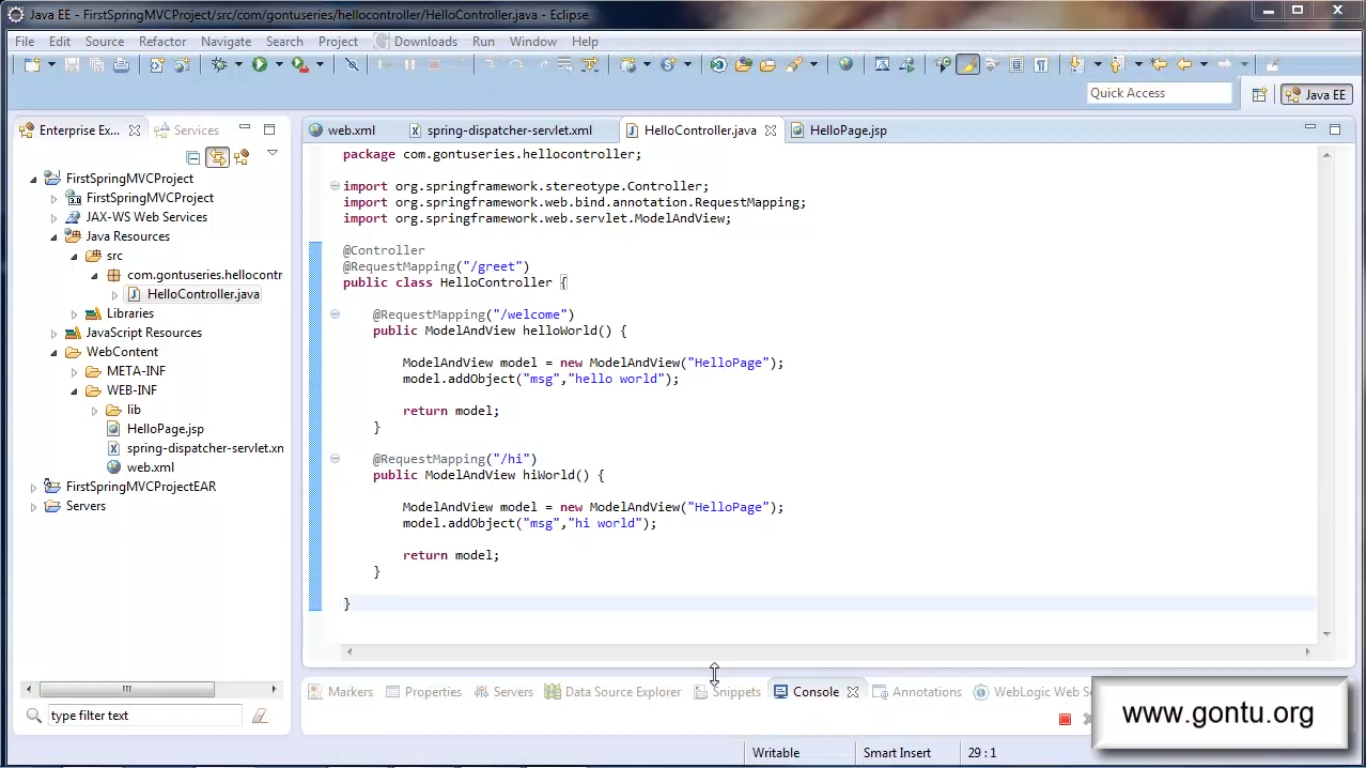 Java EE - FirstSpringMVCProject/src/com/gontuseries/hellocontroller/HelloController.java - Eclipse
File Edit Source Refactor Navigate Search Project Downloads Run Window Help
Quick Access
Java EE
Enterprise Ex... Services
web.xml spring-dispatcher-servlet.xml HelloController.java HelloPage.jsp
FirstSpringMVCProject
FirstSpringMVCProject
JAX-WS Web Services
Java Resources
src
com.gontuseries.hellocontr
HelloController.java
Libraries
JavaScript Resources
WebContent
META-INF
WEB-INF
lib
HelloPage.jsp
spring-dispatcher-servlet.xn
web.xml
FirstSpringMVCProjectEAR
Servers
type filter text
package com.gontuseries.hellocontroller;
import org.springframework.stereotype.Controller;
import org.springframework.web.bind.annotation.RequestMapping;
import org.springframework.web.servlet.ModelAndView;
@Controller
@RequestMapping("/greet")
public class HelloController {
@RequestMapping("/welcome")
public ModelAndView helloWorld() {
ModelAndView model = new ModelAndView("HelloPage");
model.addObject("msg","hello world");
return model;
}
@RequestMapping("/hi")
public ModelAndView hiWorld() {
ModelAndView model = new ModelAndView("HelloPage");
model.addObject("msg","hi world");
return model;
}
}
Markers Properties Servers Data Source Explorer Snippets Console Annotations WebLogic Web Se
www.gontu.org
Writable Smart Insert 29 : 1